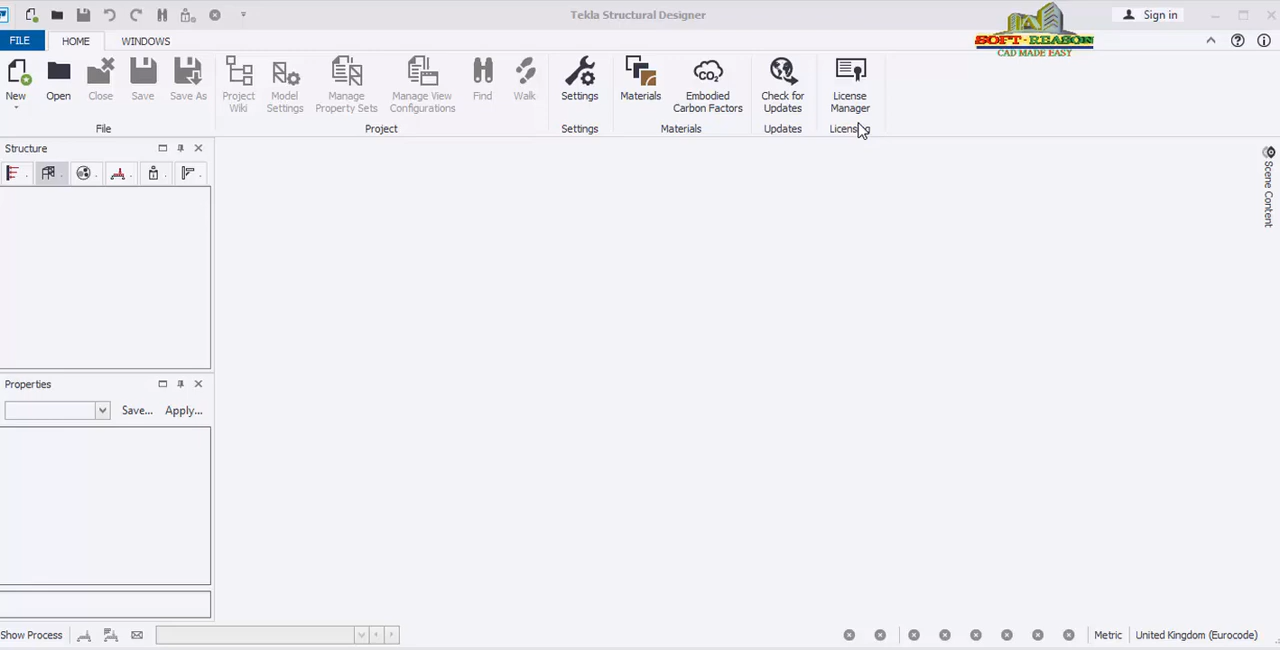 Tekla Structural Designer
SOFT-REASON
CAD MADE EASY
Sign in
FILE
HOME
WINDOWS
New
Open
Close
Save
Save As
Project
Wiki
Model
Settings
Manage
Property Sets
Manage View
Configurations
Find
Walk
Settings
Materials
Embodied
Carbon Factors
Check for
Updates
License
Manager
File
Project
Settings
Materials
Updates
Licensing
Structure
Scene Content
Properties
Save...
Apply...
Show Process
Metric
United Kingdom (Eurocode)